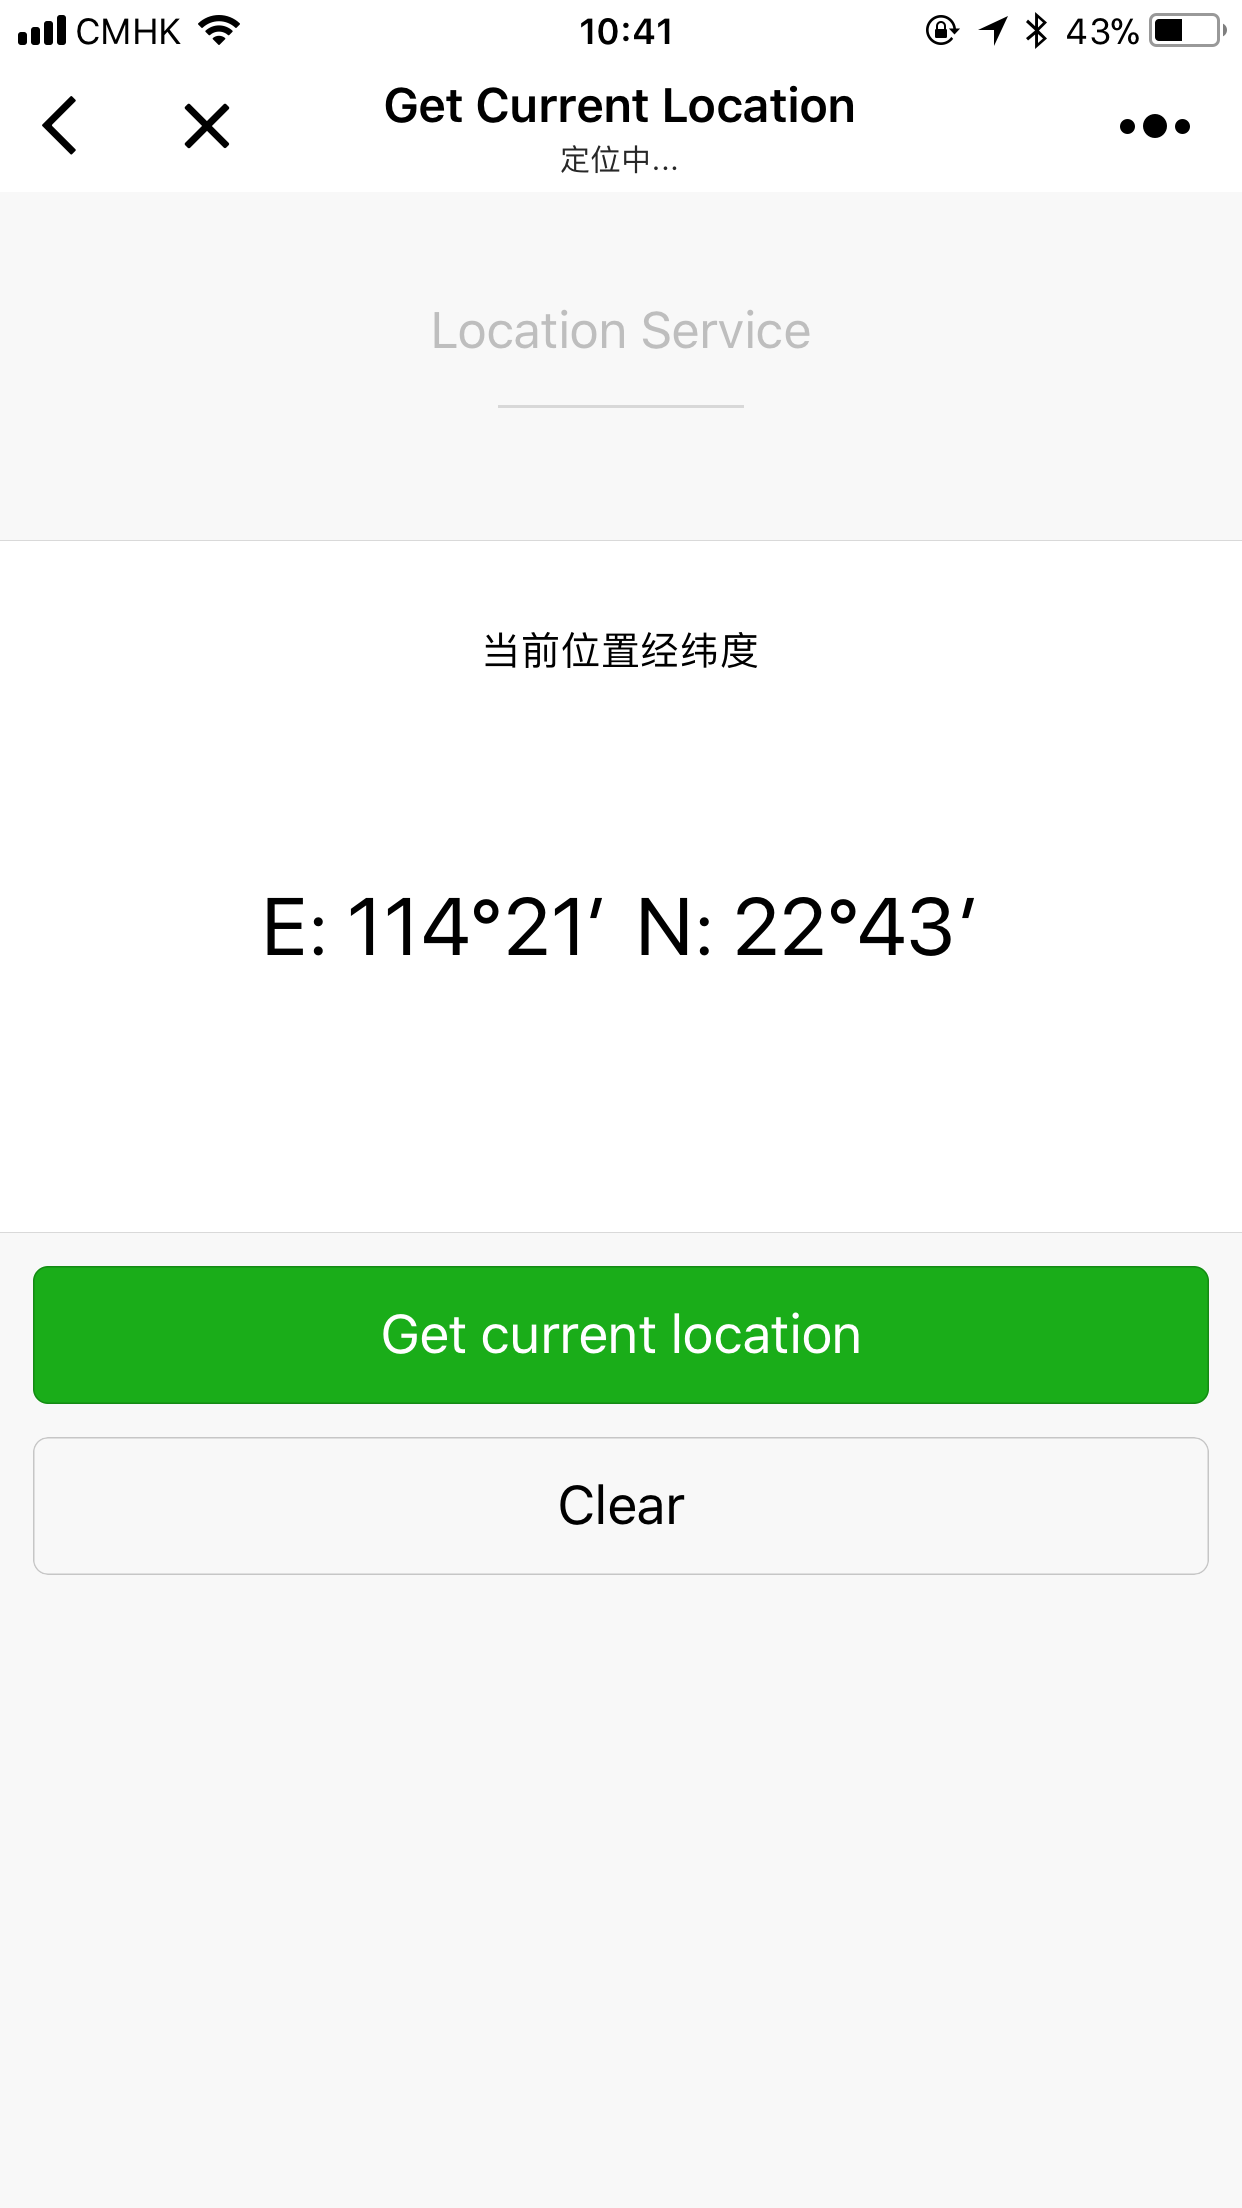 CMHK 10:41 43%
Get Current Location
定位中...
Location Service
当前位置经纬度
E: 114°21′ N: 22°43′
Get current location
Clear